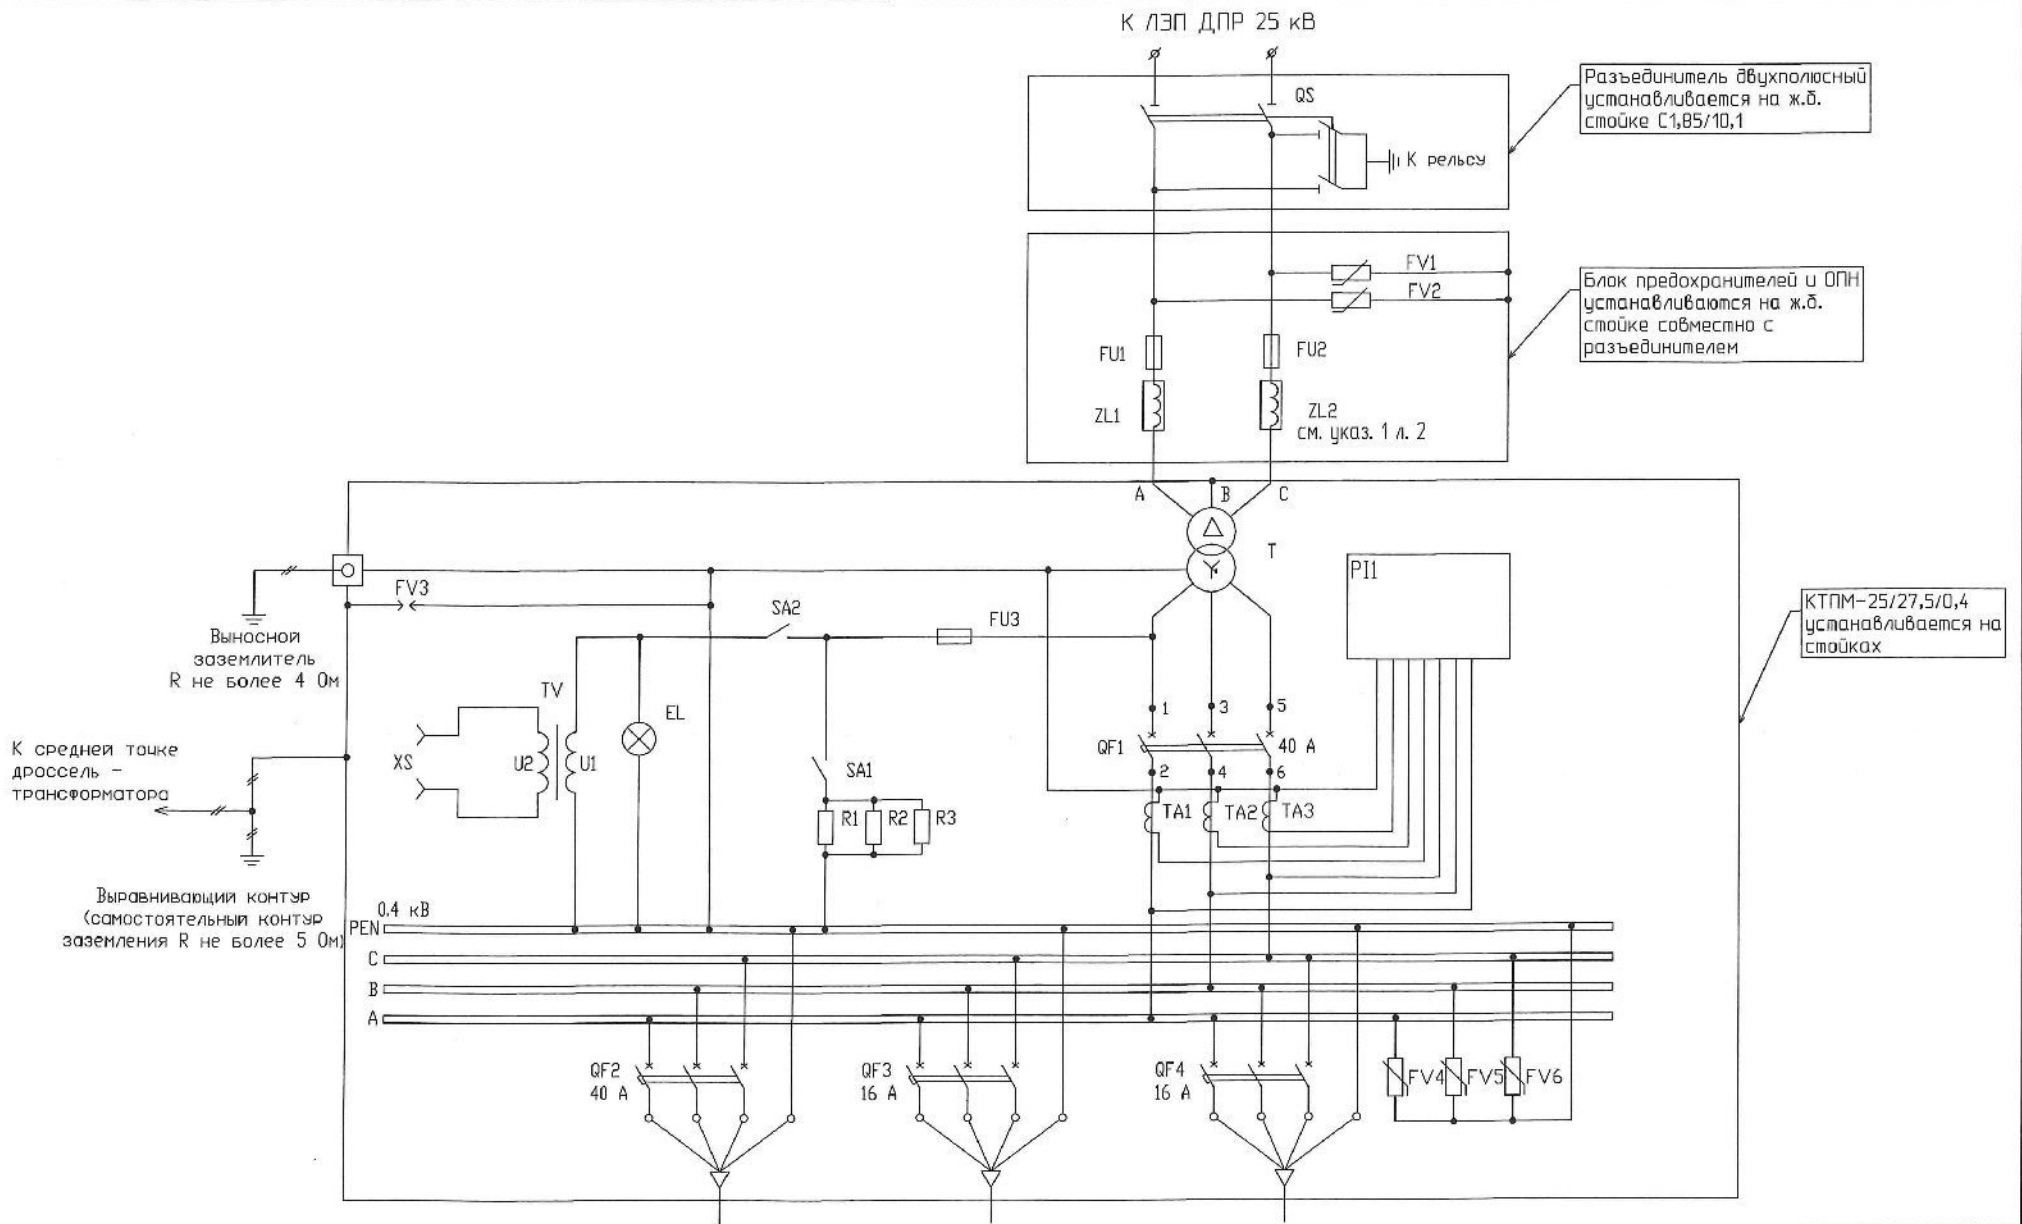 К ЛЭП ДПР 25 кВ
QS
К рельсу
Разъединитель двухполюсный
устанавливается на ж.б.
стойке С1,85/10,1
FV1
FV2
FU1
FU2
ZL1
ZL2
см. указ. 1 л. 2
Блок предохранителей и ОПН
устанавливаются на ж.б.
стойке совместно с
разъединителем
A
B
C
T
PI1
КТПМ-25/27,5/0,4
устанавливается на
стойках
FV3
Выносной
заземлитель
R не более 4 Ом
SA2
FU3
TV
EL
XS
U2
U1
SA1
R1
R2
R3
К средней точке
дроссель -
трансформатора
1
3
5
QF1
40 А
2
4
6
TA1
TA2
TA3
Выравнивающий контур
(самостоятельный контур
заземления R не более 5 Ом)
0.4 кВ
PEN
C
B
A
QF2
40 А
QF3
16 А
QF4
16 А
FV4
FV5
FV6